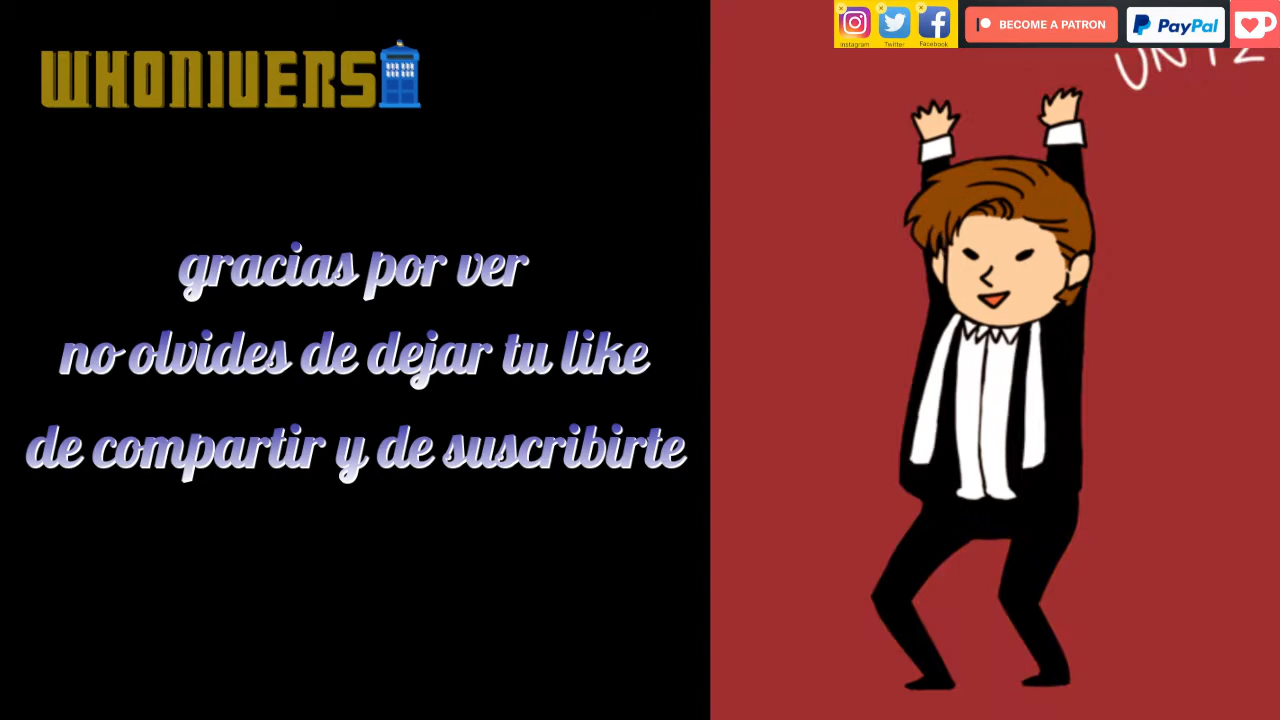 WHONIVERS
gracias por ver
no olvides de dejar tu like
de compartir y de suscribirte
Instagram
Twitter
Facebook
BECOME A PATRON
PayPal